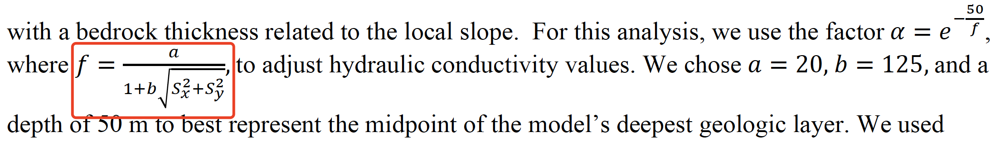 with a bedrock thickness related to the local slope.  For this analysis, we use the factor α = e^{-\frac{50}{f}},
where f = \frac{a}{1+b\sqrt{S_x^2+S_y^2}}, to adjust hydraulic conductivity values. We chose a = 20, b = 125, and a
depth of 50 m to best represent the midpoint of the model’s deepest geologic layer. We used